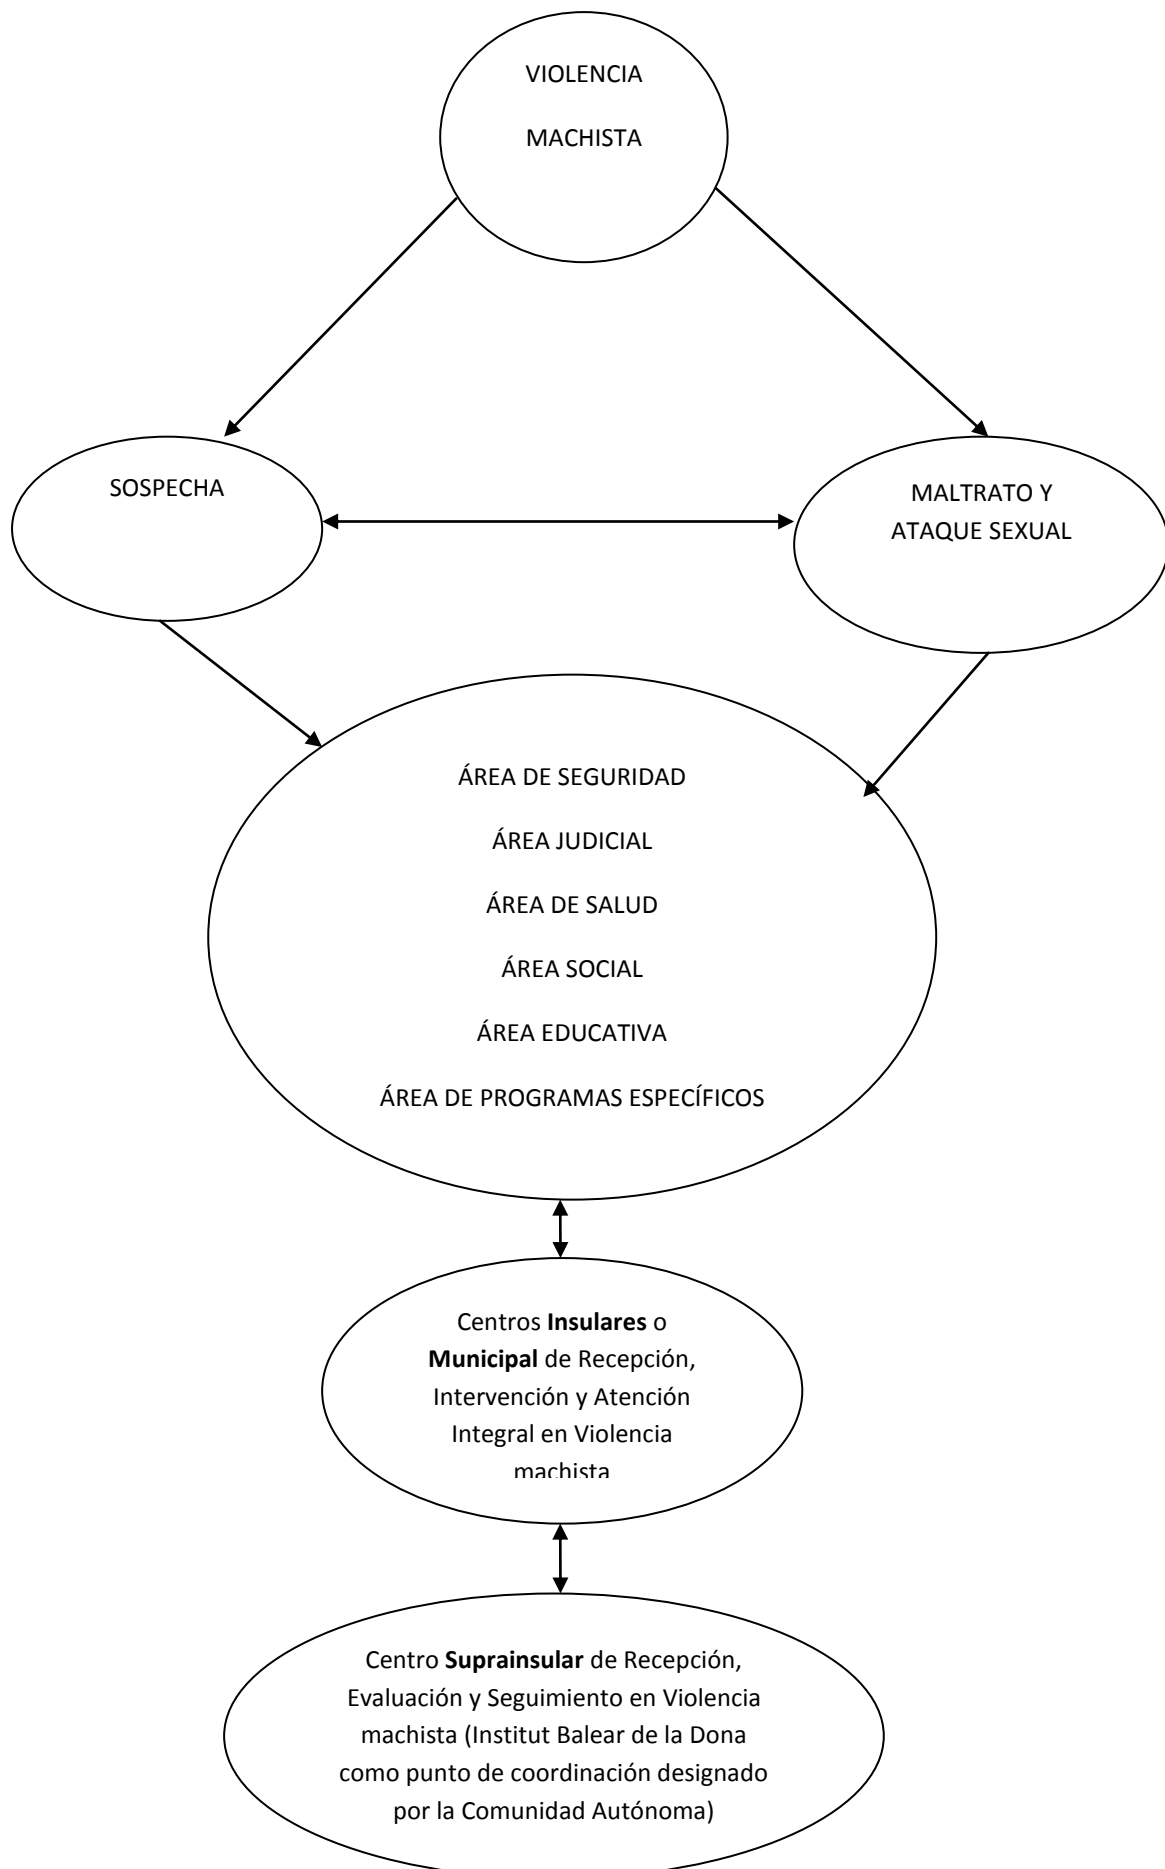 VIOLENCIA
MACHISTA
SOSPECHA
MALTRATO Y
ATAQUE SEXUAL
ÁREA DE SEGURIDAD
ÁREA JUDICIAL
ÁREA DE SALUD
ÁREA SOCIAL
ÁREA EDUCATIVA
ÁREA DE PROGRAMAS ESPECÍFICOS
Centros Insulares o
Municipal de Recepción,
Intervención y Atención
Integral en Violencia
machista
Centro Suprainsular de Recepción,
Evaluación y Seguimiento en Violencia
machista (Institut Balear de la Dona
como punto de coordinación designado
por la Comunidad Autónoma)